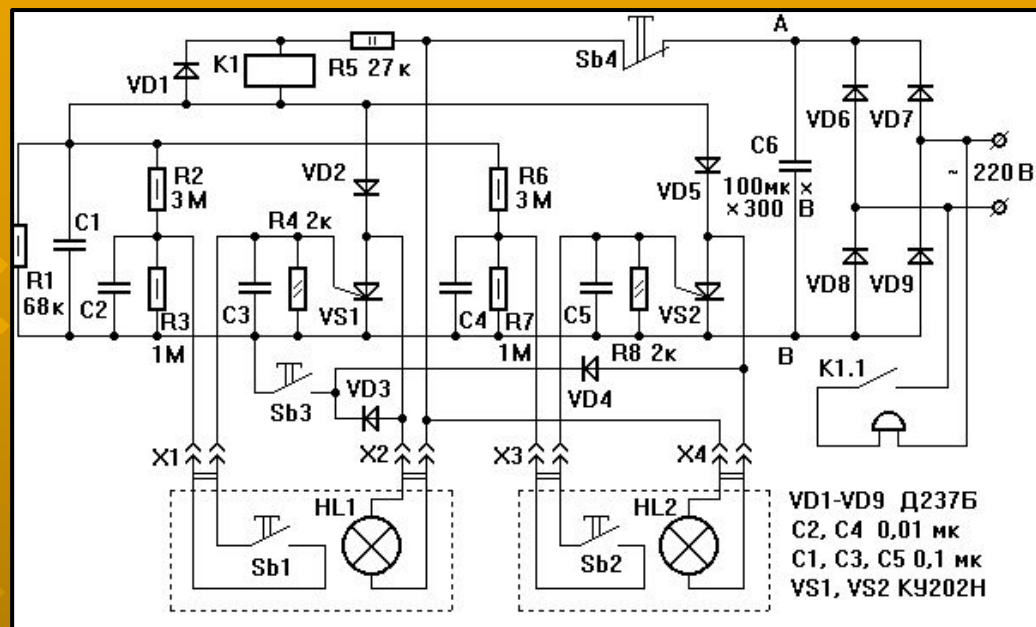 A
K1
R5 27к
Sb4
VD1
VD6
VD7
R2
3М
VD2
R6
3М
C6
100мк ×
× 300 В
VD5
~ 220 В
C1
R4 2к
R1
68к
C2
R3
1М
C3
VS1
C4
R7
1М
C5
VS2
R8 2к
VD8
VD9
B
K1.1
Sb3
VD3
VD4
X1
X2
X3
X4
HL1
Sb1
HL2
Sb2
VD1-VD9 Д237Б
C2, C4 0,01 мк
C1, C3, C5 0,1 мк
VS1, VS2 КУ202Н